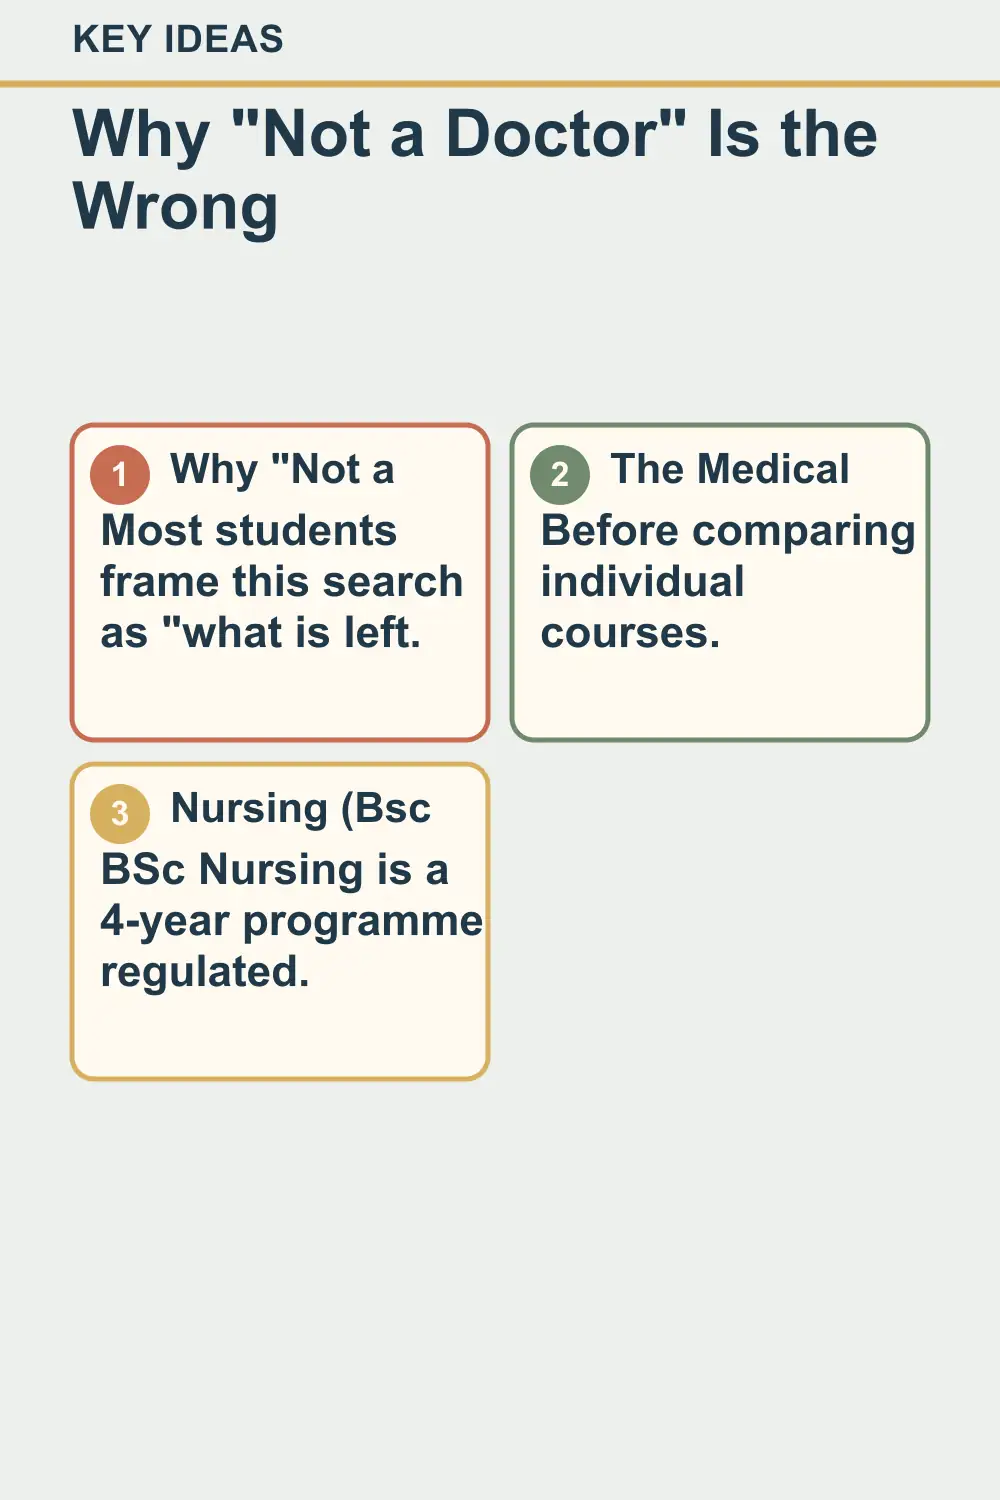 KEY IDEAS
Why "Not a Doctor" Is the
Wrong
1
Why "Not a
Most students
frame this search
as "what is left.
2
The Medical
Before comparing
individual
courses.
3
Nursing (Bsc
BSc Nursing is a
4-year programme
regulated.